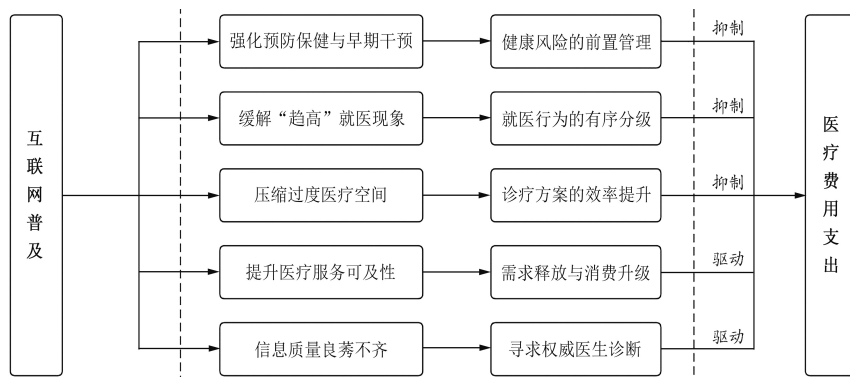 互联网普及
强化预防保健与早期干预
健康风险的前置管理
抑制
缓解“趋高”就医现象
就医行为的有序分级
抑制
压缩过度医疗空间
诊疗方案的效率提升
抑制
提升医疗服务可及性
需求释放与消费升级
驱动
信息质量良莠不齐
寻求权威医生诊断
驱动
医疗费用支出